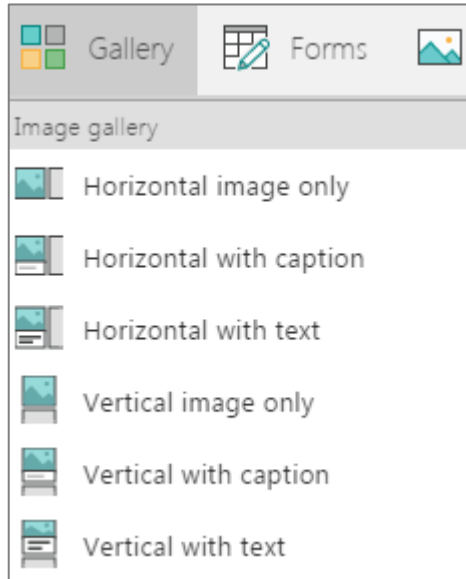 Gallery Forms
Image gallery
Horizontal image only
Horizontal with caption
Horizontal with text
Vertical image only
Vertical with caption
Vertical with text